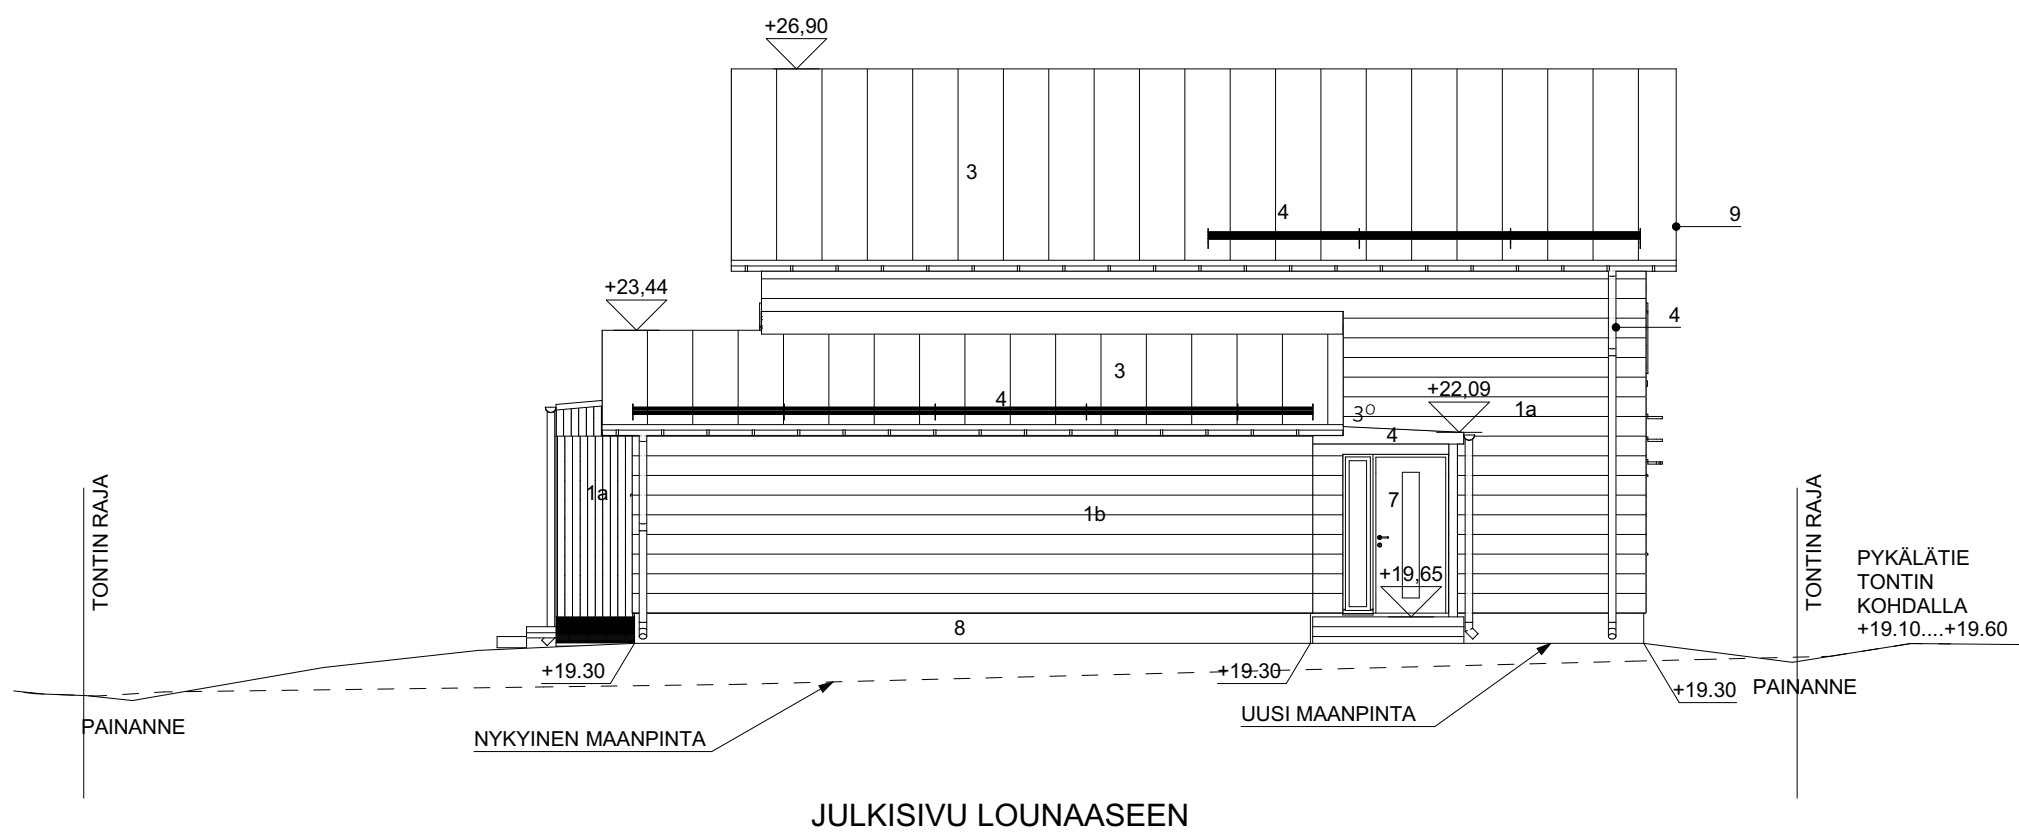 +26,90
3
4
9
+23,44
4
3
4
+22,09
3°
1a
4
1a
7
1b
TONTIN RAJA
TONTIN RAJA
+19,65
PYKÄLÄTIE
TONTIN
KOHDALLA
+19.10....+19.60
8
+19.30
+19.30
+19.30
PAINANNE
PAINANNE
UUSI MAANPINTA
NYKYINEN MAANPINTA
JULKISIVU LOUNAASEEN